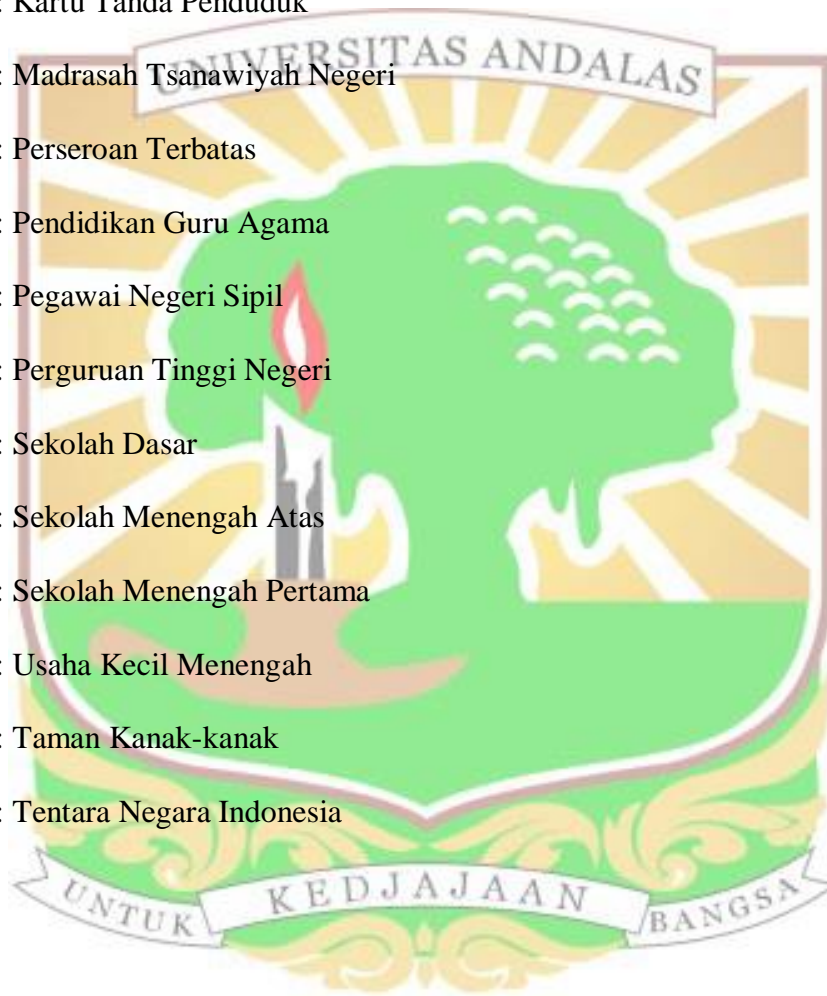 : Kartu Tanda Penduduk
UNIVERSITAS ANDALAS
: Madrasah Tsanawiyah Negeri
: Perseroan Terbatas
: Pendidikan Guru Agama
: Pegawai Negeri Sipil
: Perguruan Tinggi Negeri
: Sekolah Dasar
: Sekolah Menengah Atas
: Sekolah Menengah Pertama
: Usaha Kecil Menengah
: Taman Kanak-kanak
: Tentara Negara Indonesia
UNTUK KEDJAJAAN BANGSA